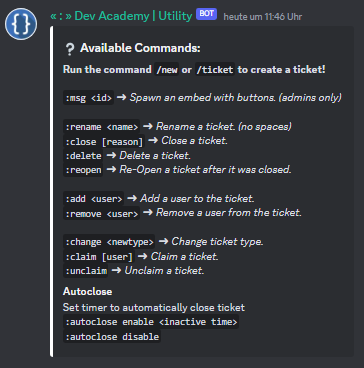 {}
« : » Dev Academy | Utility BOT heute um 11:46 Uhr
? Available Commands:
Run the command /new or /ticket to create a ticket!
:msg <id> ➜ Spawn an embed with buttons. (admins only)
:rename <name> ➜ Rename a ticket. (no spaces)
:close [reason] ➜ Close a ticket.
:delete ➜ Delete a ticket.
:reopen ➜ Re-Open a ticket after it was closed.
:add <user> ➜ Add a user to the ticket.
:remove <user> ➜ Remove a user from the ticket.
:change <newtype> ➜ Change ticket type.
:claim [user] ➜ Claim a ticket.
:unclaim ➜ Unclaim a ticket.
Autoclose
Set timer to automatically close ticket
:autoclose enable <inactive time>
:autoclose disable